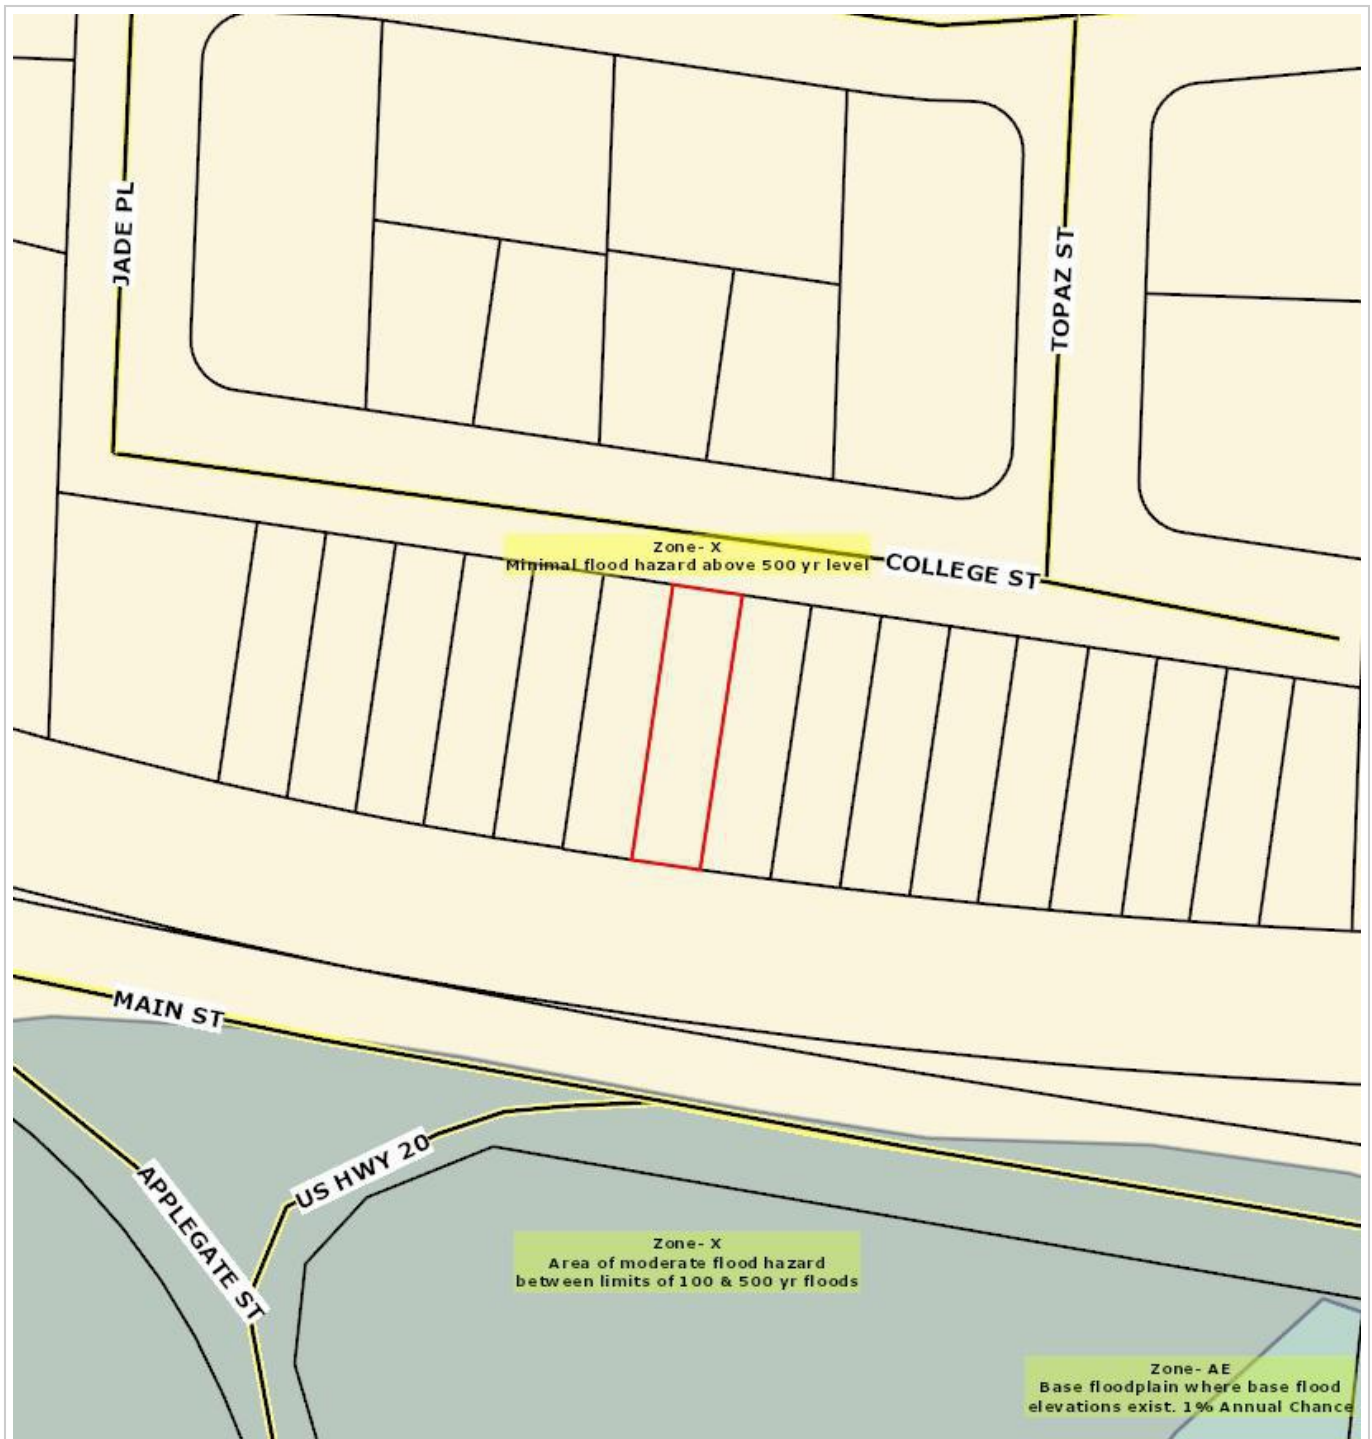 JADE PL
TOPAZ ST
Zone- X
Minimal flood hazard above 500 yr level
COLLEGE ST
MAIN ST
US HWY 20
APPLEGATE ST
Zone- X
Area of moderate flood hazard
between limits of 100 & 500 yr floods
Zone- AE
Base floodplain where base flood
elevations exist. 1% Annual Chance